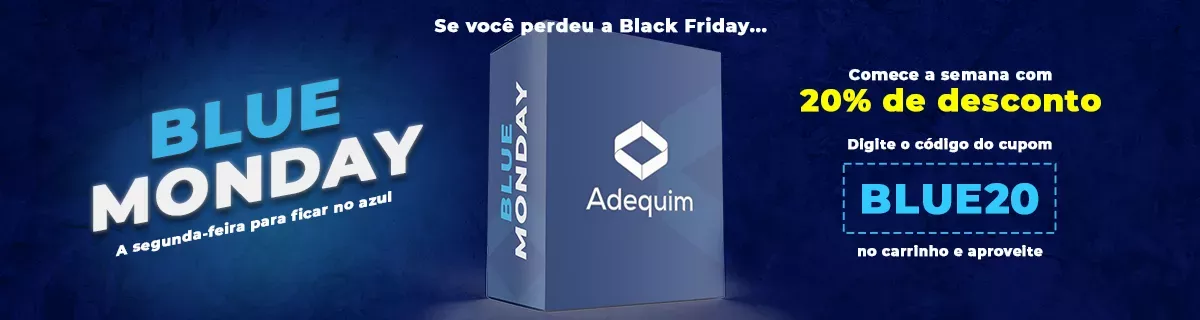 Se você perdeu a Black Friday...
BLUE
MONDAY
A segunda-feira para ficar no azul
BLUE
MONDAY
Adequim
Comece a semana com
20% de desconto
Digite o código do cupom
BLUE20
no carrinho e aproveite